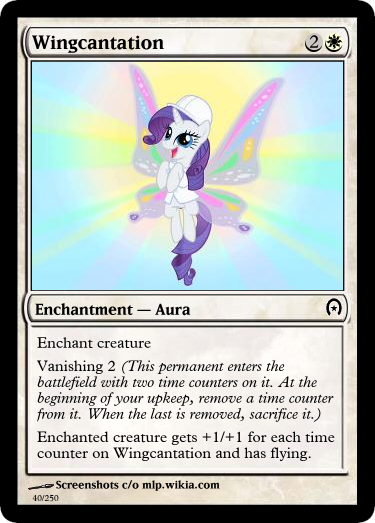 Wingcantation 2
Enchantment — Aura
Enchant creature
Vanishing 2 (This permanent enters the
battlefield with two time counters on it. At the
beginning of your upkeep, remove a time counter
from it. When the last is removed, sacrifice it.)
Enchanted creature gets +1/+1 for each time
counter on Wingcantation and has flying.
Screenshots c/o mlp.wikia.com
40/250